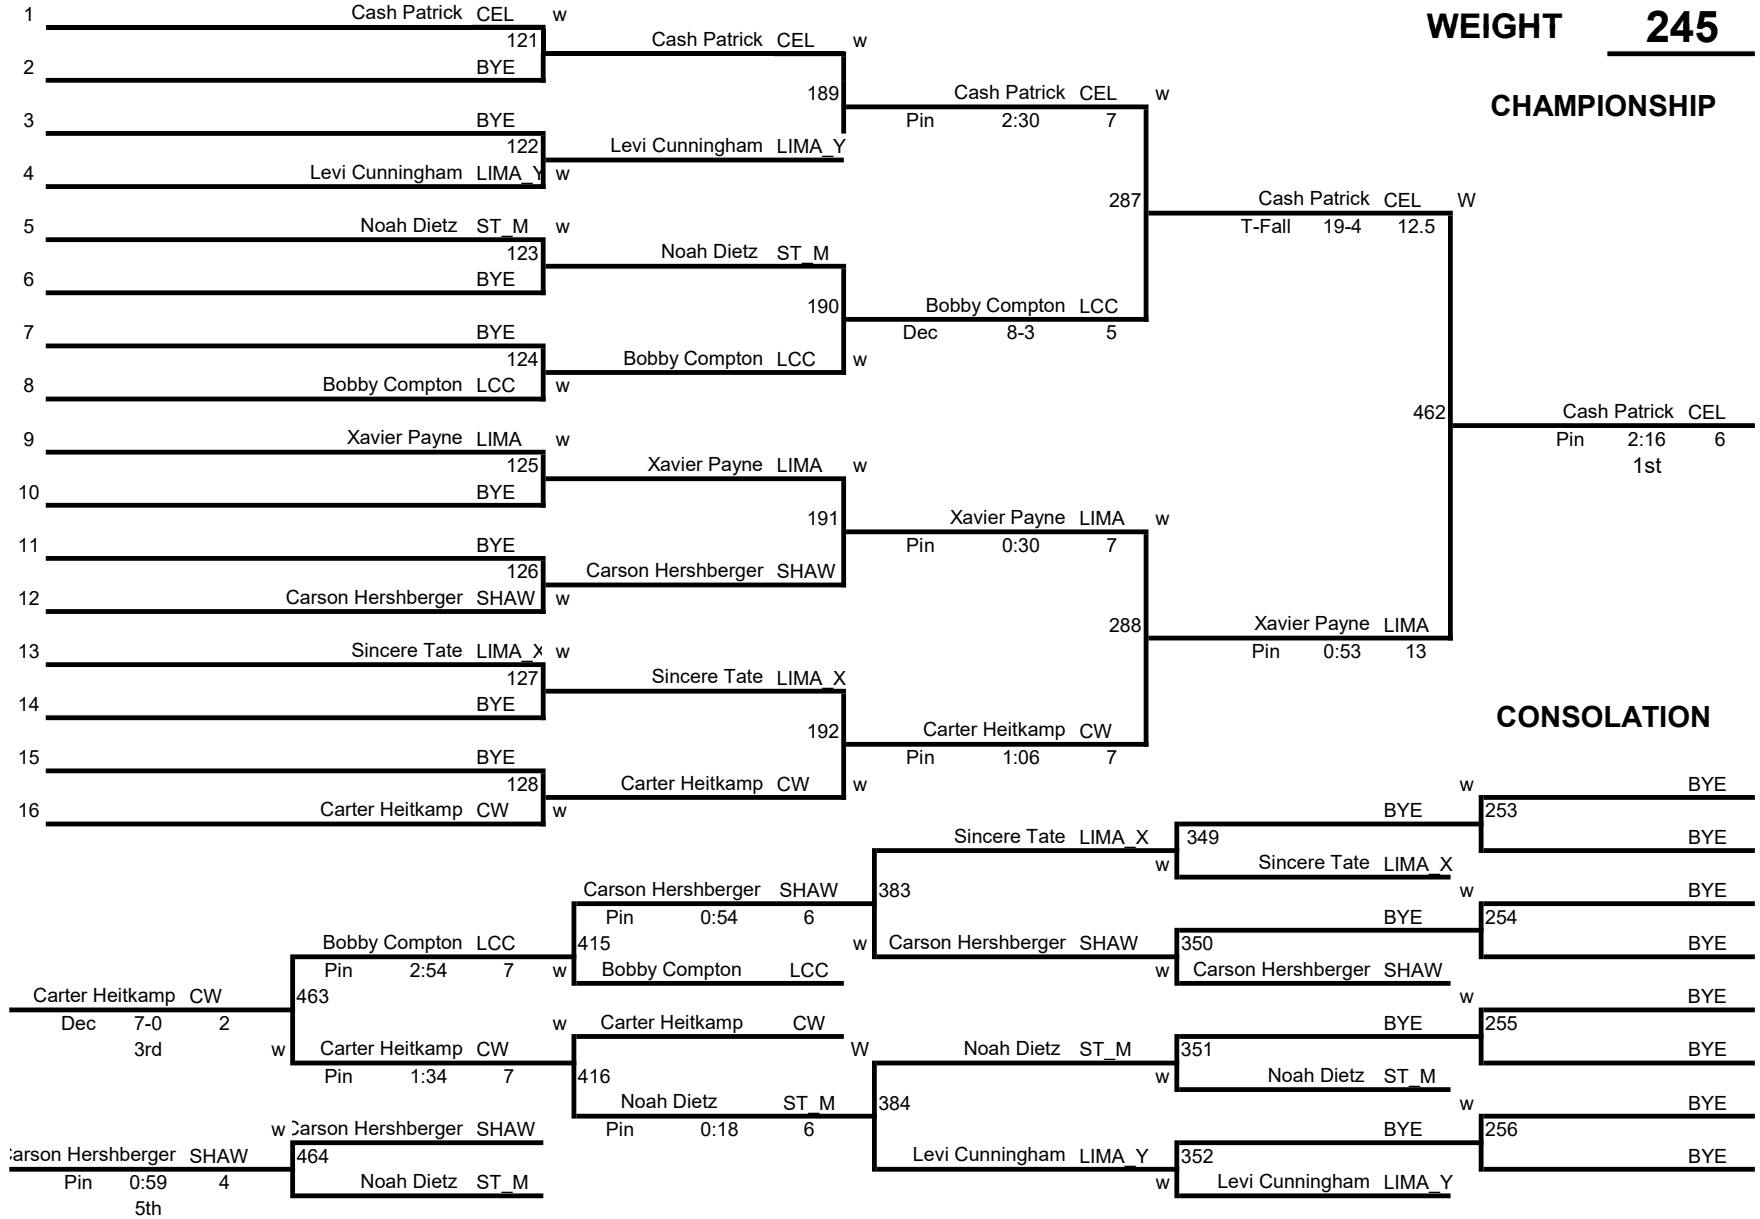 1 Cash Patrick CEL w
WEIGHT 245
121 Cash Patrick CEL w
2 BYE
189 Cash Patrick CEL w
Pin 2:30 7
CHAMPIONSHIP
3 BYE
122 Levi Cunningham LIMA_Y
4 Levi Cunningham LIMA_Y w
287 Cash Patrick CEL W
T-Fall 19-4 12.5
5 Noah Dietz ST_M w
123 Noah Dietz ST_M
6 BYE
190 Bobby Compton LCC
Dec 8-3 5
7 BYE
124 Bobby Compton LCC w
8 Bobby Compton LCC w
462 Cash Patrick CEL
Pin 2:16 6
1st
9 Xavier Payne LIMA w
125 Xavier Payne LIMA w
10 BYE
191 Xavier Payne LIMA w
Pin 0:30 7
11 BYE
126 Carson Hershberger SHAW
12 Carson Hershberger SHAW w
288 Xavier Payne LIMA
Pin 0:53 13
13 Sincere Tate LIMA_X w
127 Sincere Tate LIMA_X
14 BYE
CONSOLATION
192 Carter Heitkamp CW
Pin 1:06 7
15 BYE
128 Carter Heitkamp CW w
16 Carter Heitkamp CW w
w BYE
BYE 253
BYE
Sincere Tate LIMA_X 349
w Sincere Tate LIMA_X
Carson Hershberger SHAW 383
Pin 0:54 6
w BYE
BYE 254
BYE
w Carson Hershberger SHAW 350
w Carson Hershberger SHAW
Bobby Compton LCC 415
Pin 2:54 7
w Bobby Compton LCC
Carter Heitkamp CW 463
Dec 7-0 2
3rd
w BYE
BYE 255
BYE
w Carter Heitkamp CW
W Noah Dietz ST_M 351
w Noah Dietz ST_M
w Carter Heitkamp CW 416
Pin 1:34 7
Noah Dietz ST_M 384
Pin 0:18 6
w BYE
BYE 256
BYE
Levi Cunningham LIMA_Y 352
w Levi Cunningham LIMA_Y
w Carson Hershberger SHAW
arson Hershberger SHAW 464
Pin 0:59 4
5th
Noah Dietz ST_M